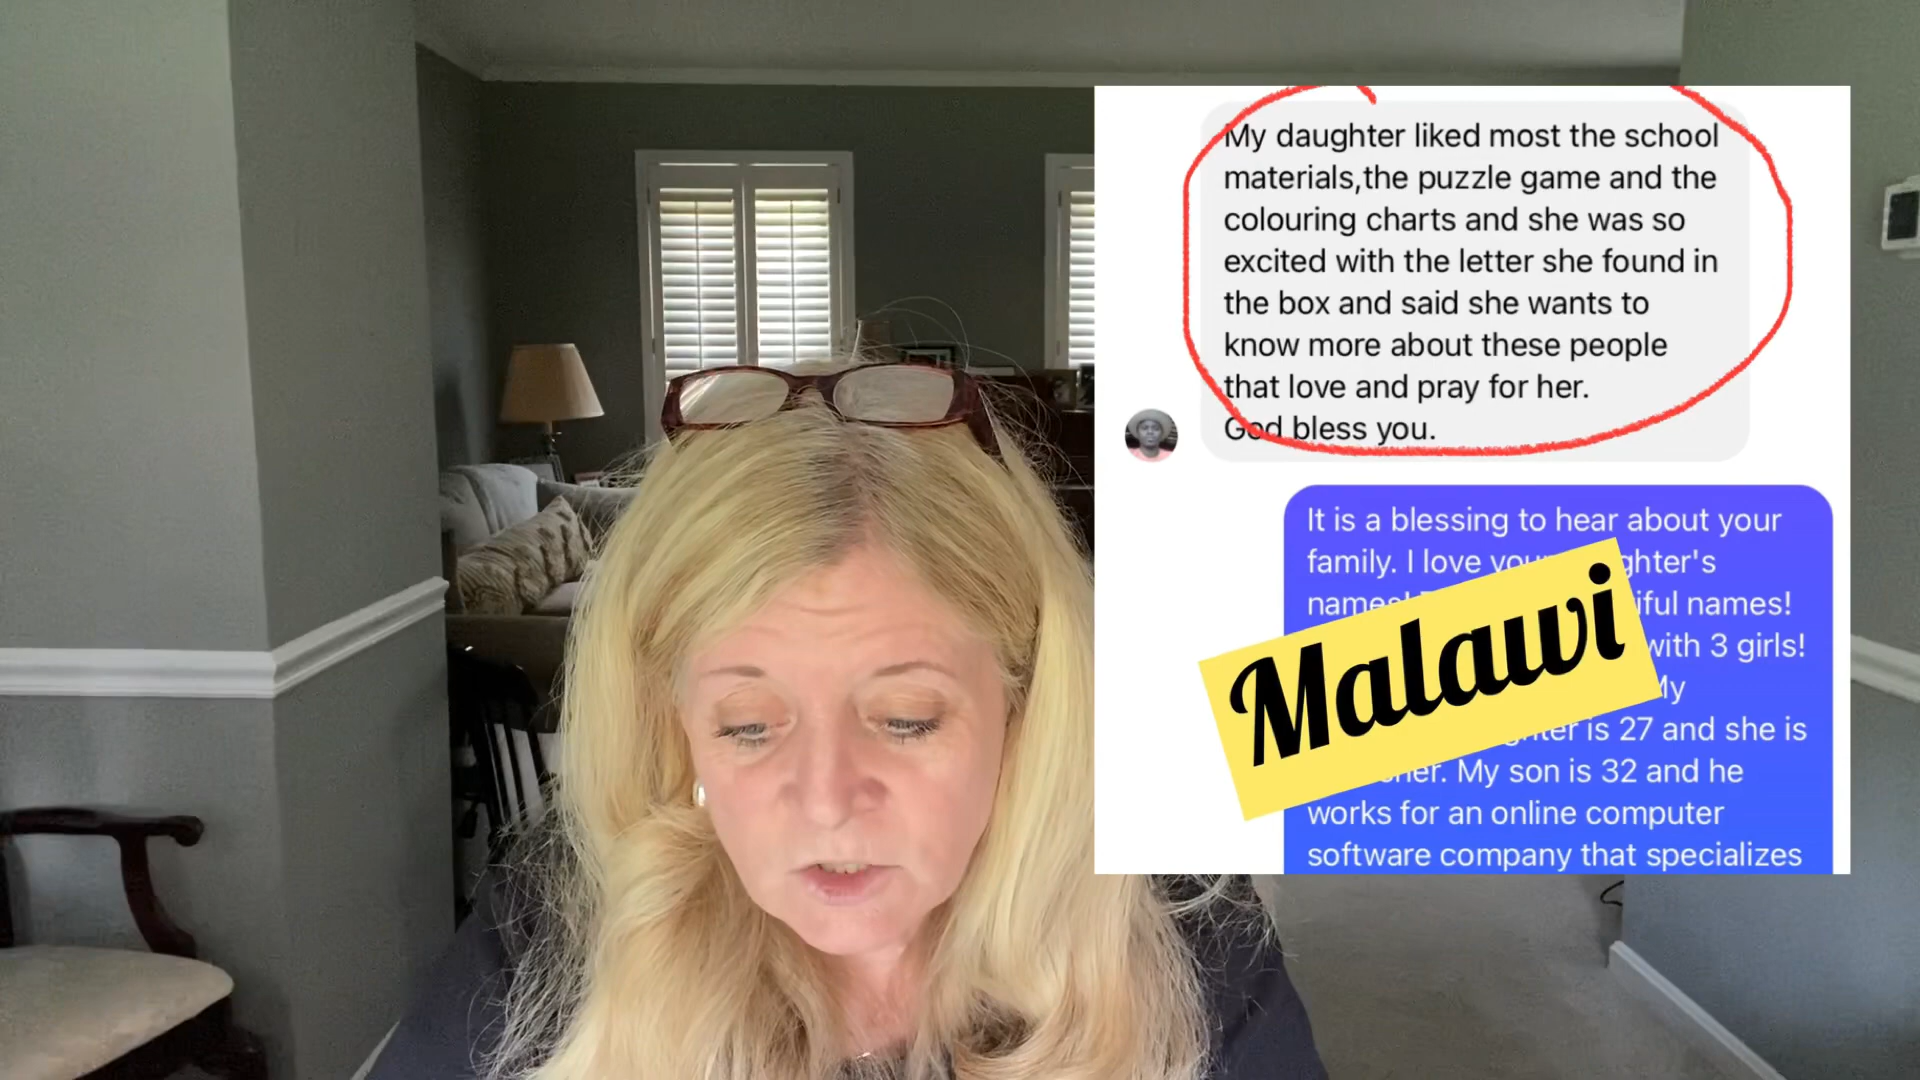 My daughter liked most the school
materials,the puzzle game and the
colouring charts and she was so
excited with the letter she found in
the box and said she wants to
know more about these people
that love and pray for her.
God bless you.
It is a blessing to hear about your
family. I love
names!
names!
with 3 girls!
My
Malawi
is 27 and she is
My son is 32 and he
works for an online computer
software company that specializes